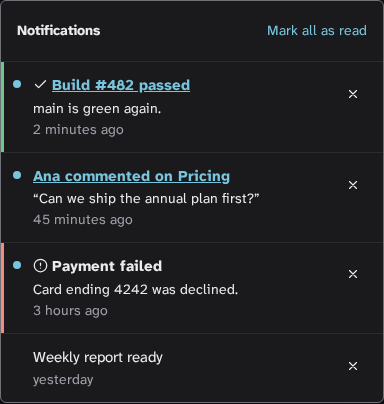 Notifications
Mark all as read
Build #482 passed
main is green again.
2 minutes ago
Ana commented on Pricing
“Can we ship the annual plan first?”
45 minutes ago
Payment failed
Card ending 4242 was declined.
3 hours ago
Weekly report ready
yesterday